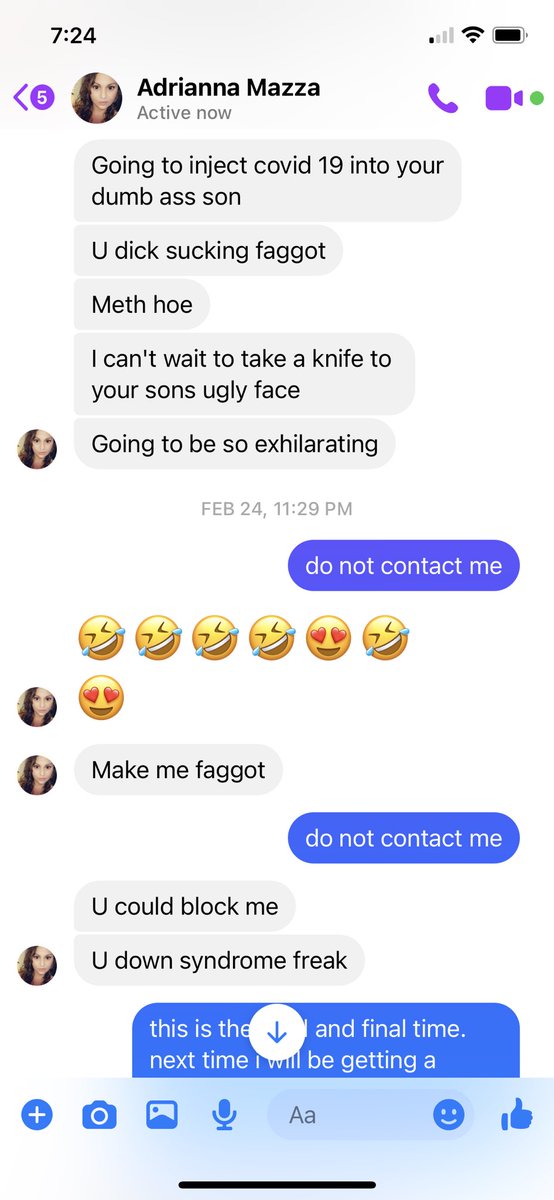 7:24
5
Adrianna Mazza
Active now
Going to inject covid 19 into your
dumb ass son
U dick sucking faggot
Meth hoe
I can't wait to take a knife to
your sons ugly face
Going to be so exhilarating
FEB 24, 11:29 PM
do not contact me
🤣🤣🤣🤣😍🤣
😍
Make me faggot
do not contact me
U could block me
U down syndrome freak
this is the and final time.
next time I will be getting a
Aa